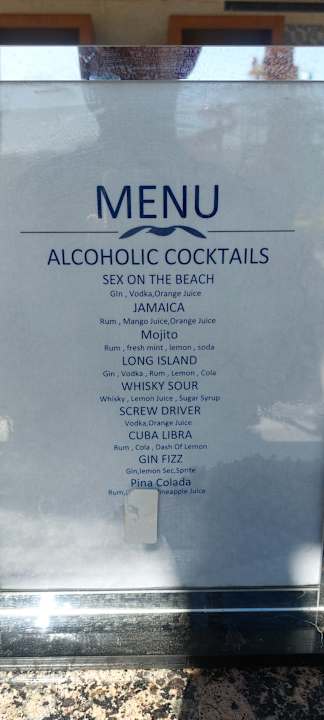 MENU
ALCOHOLIC COCKTAILS
SEX ON THE BEACH
Gin , Vodka,Orange Juice
JAMAICA
Rum , Mango Juice,Orange Juice
Mojito
Rum , fresh mint , lemon , soda
LONG ISLAND
Gin , Vodka , Rum , Lemon , Cola
WHISKY SOUR
Whisky , Lemon Juice , Sugar Syrup
SCREW DRIVER
Vodka,Orange Juice
CUBA LIBRA
Rum , Cola , Dash Of Lemon
GIN FIZZ
Gin,lemon Sec,Sprite
Pina Colada
Rum, Juice